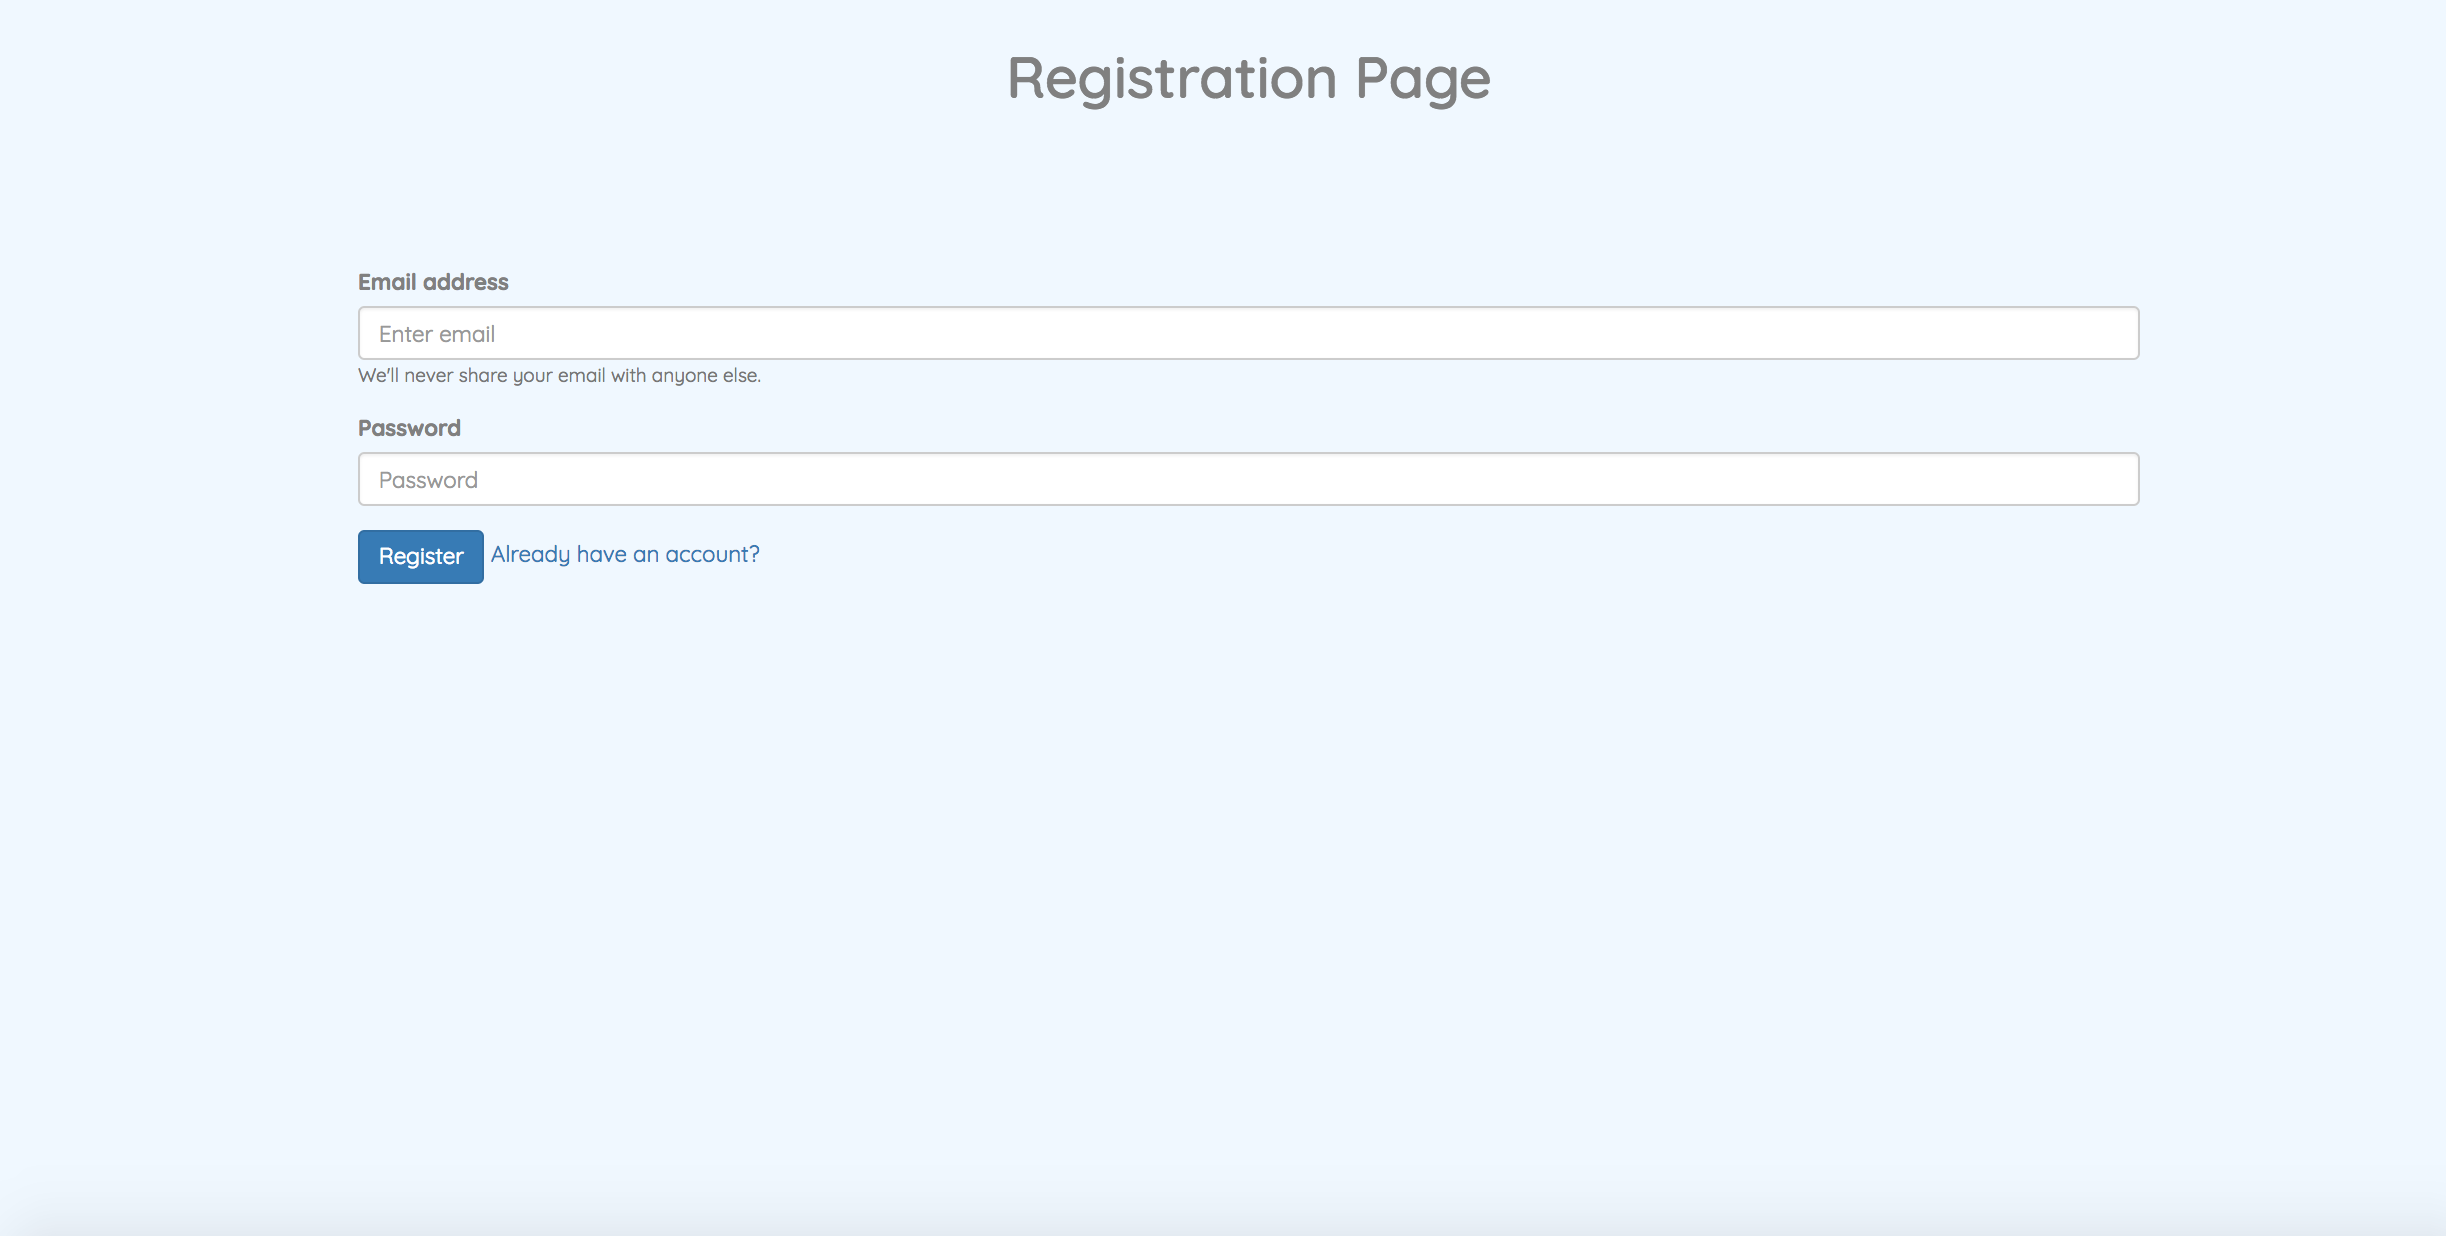 Registration Page
Email address
Enter email
We'll never share your email with anyone else.
Password
Password
Register Already have an account?